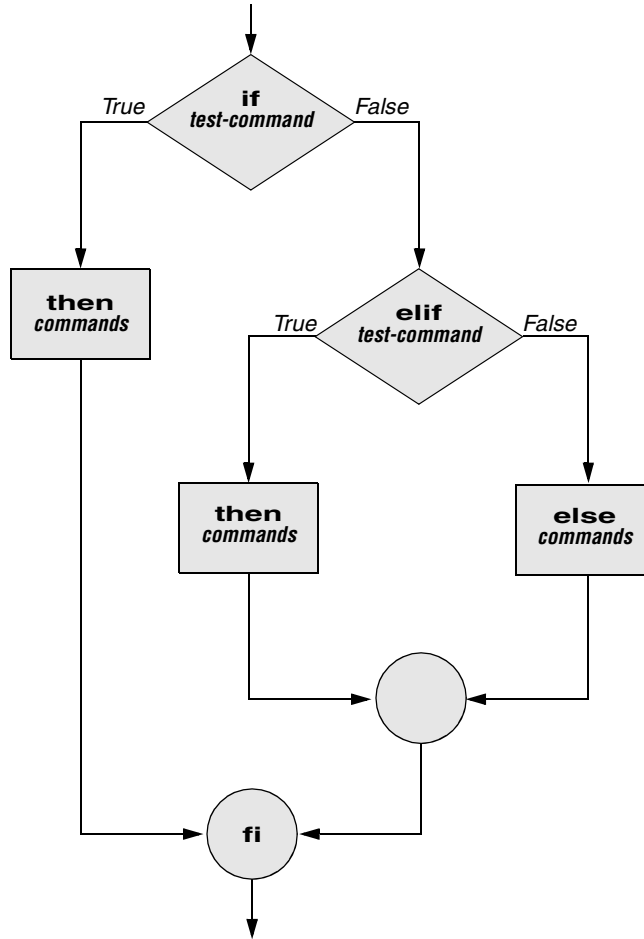 if
test-command
True
False
then
commands
elif
test-command
True
False
then
commands
else
commands
fi